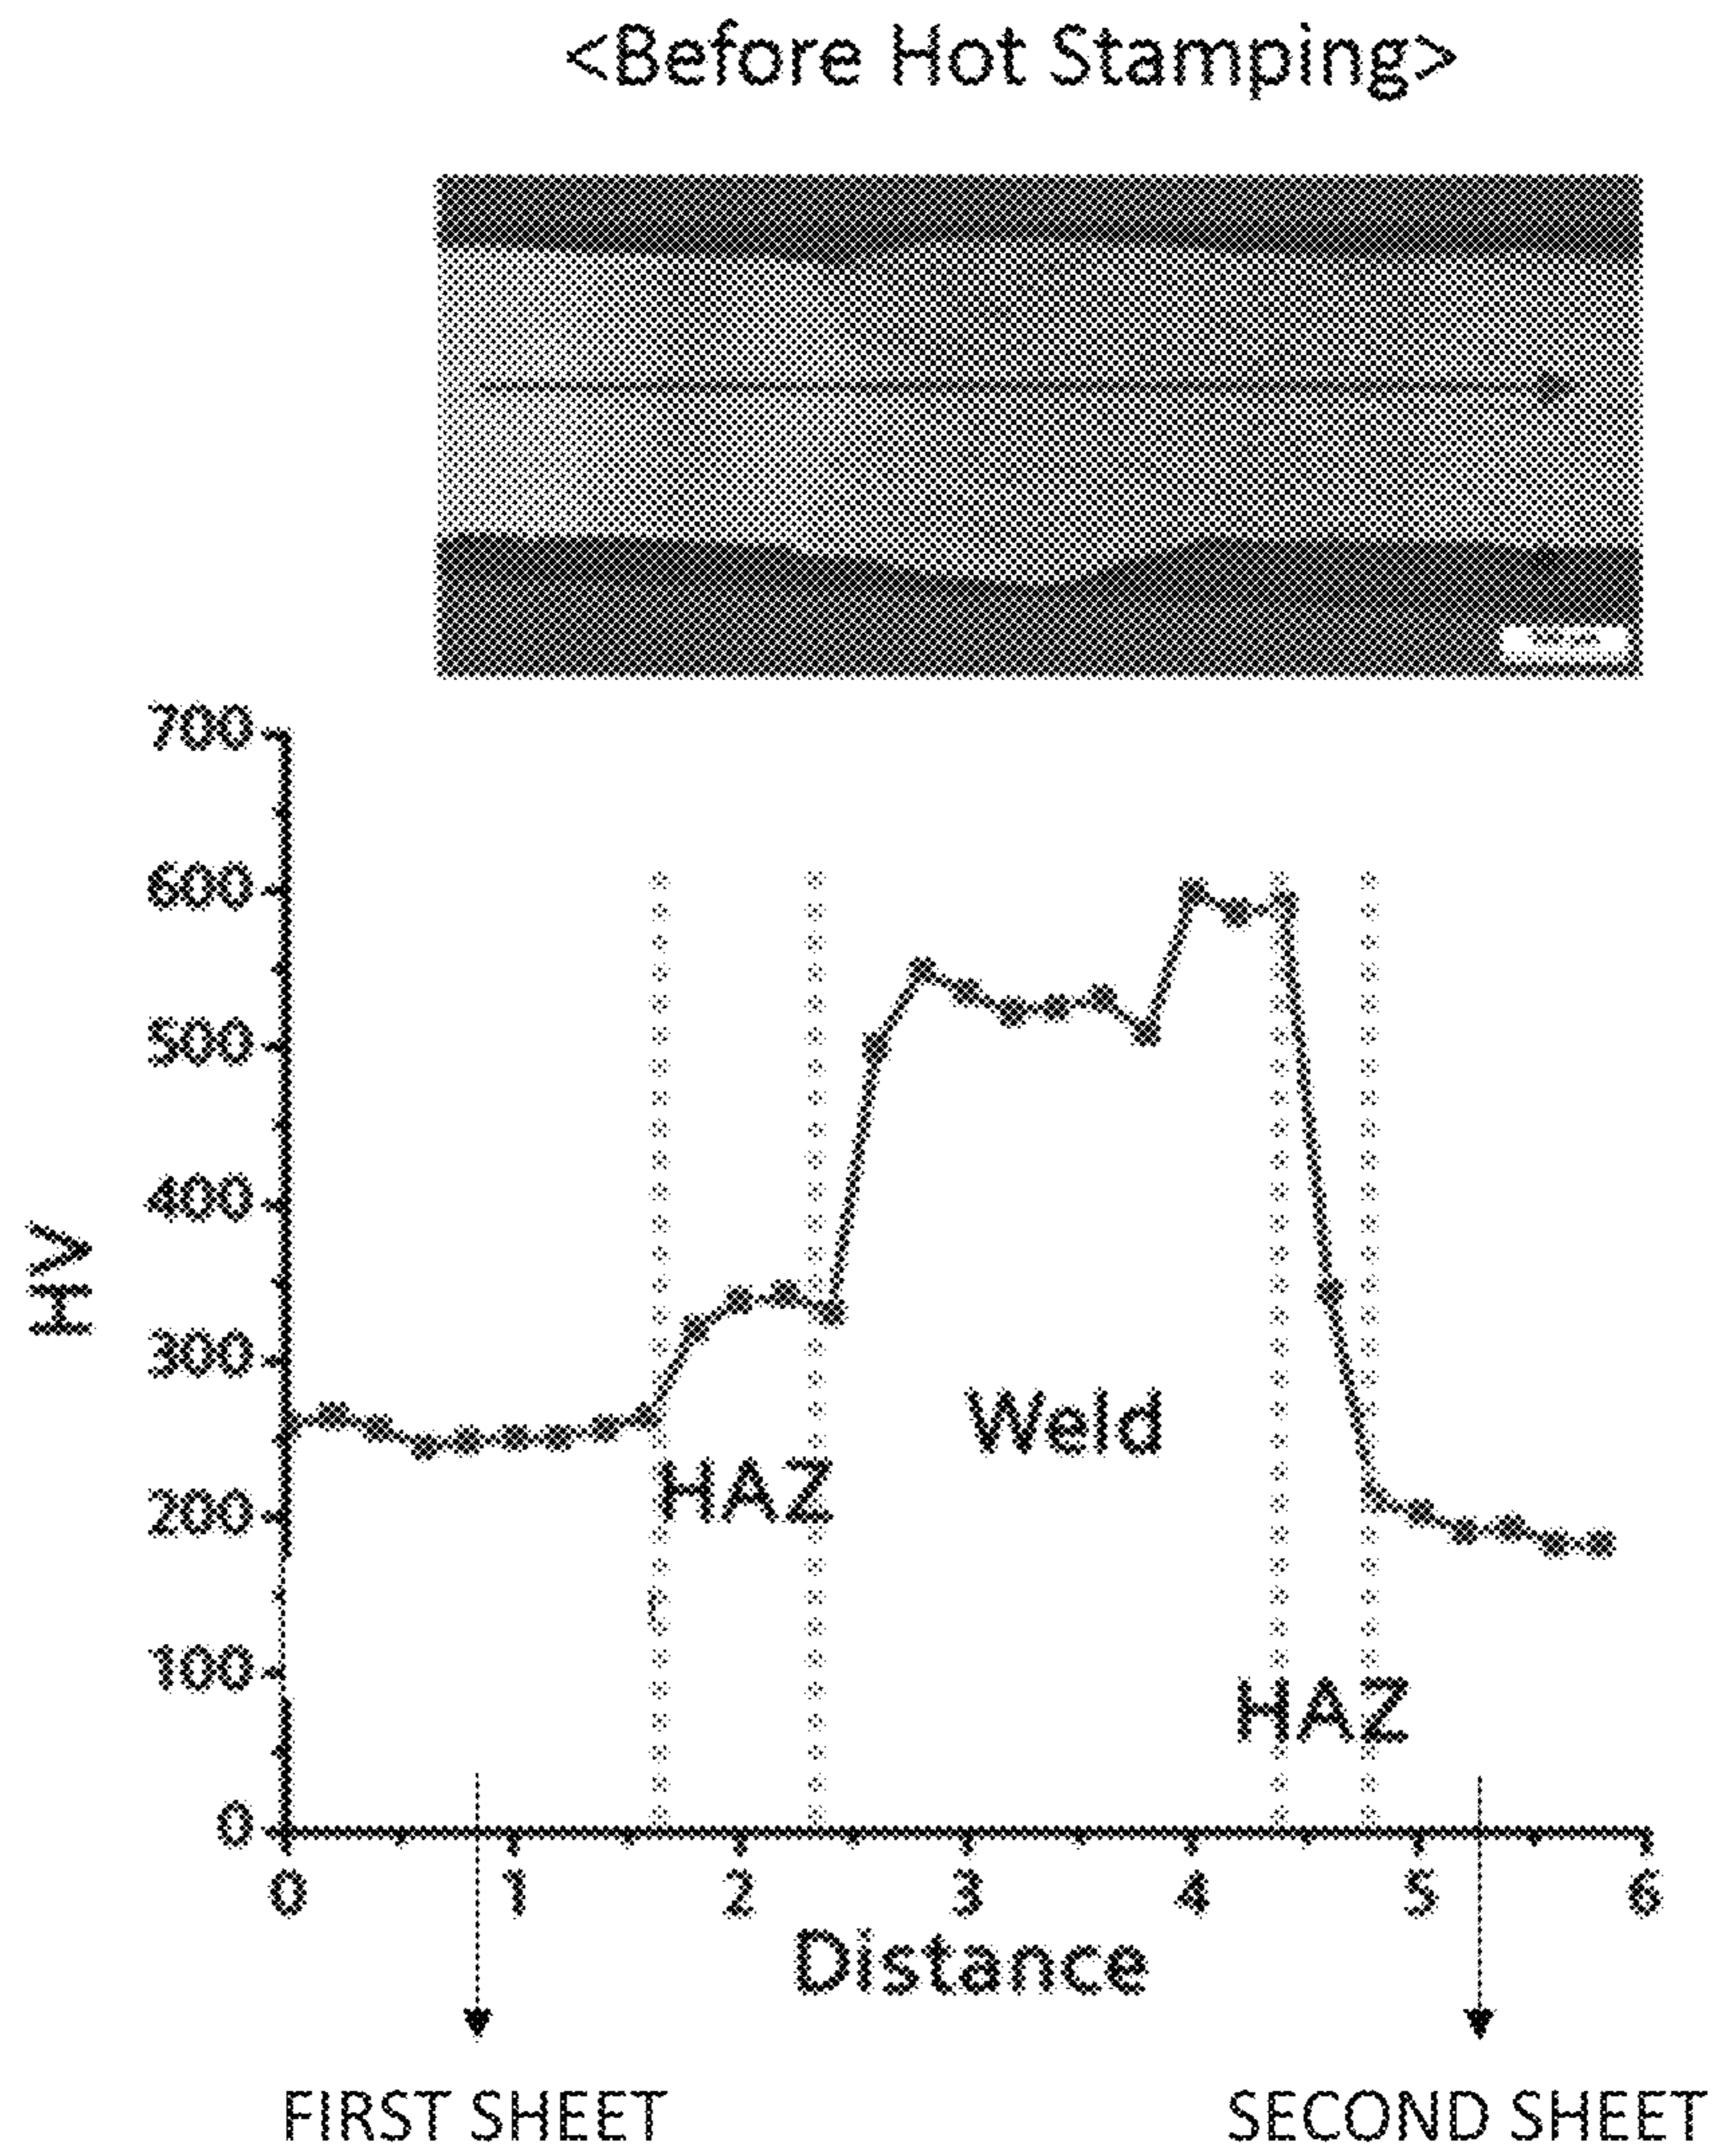 <Before Hot Stamping>
700
600
500
400
300
200
100
0
HV
HAZ
Weld
HAZ
0 1 2 3 4 5 6
Distance
FIRST SHEET
SECOND SHEET